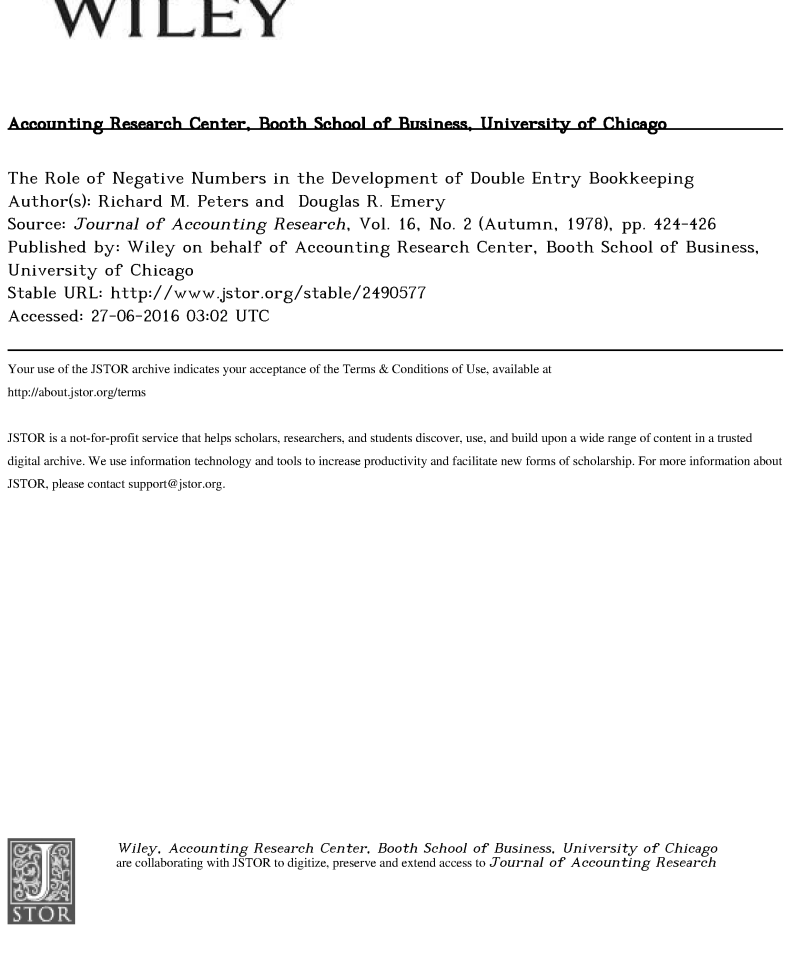 WILEY
Accounting Research Center, Booth School of Business, University of Chicago
The Role of Negative Numbers in the Development of Double Entry Bookkeeping
Author(s): Richard M. Peters and Douglas R. Emery
Source: Journal of Accounting Research, Vol. 16, No. 2 (Autumn, 1978), pp. 424-426
Published by: Wiley on behalf of Accounting Research Center, Booth School of Business,
University of Chicago
Stable URL: http://www.jstor.org/stable/2490577
Accessed: 27-06-2016 03:02 UTC
Your use of the JSTOR archive indicates your acceptance of the Terms & Conditions of Use, available at
http://about.jstor.org/terms
JSTOR is a not-for-profit service that helps scholars, researchers, and students discover, use, and build upon a wide range of content in a trusted
digital archive. We use information technology and tools to increase productivity and facilitate new forms of scholarship. For more information about
JSTOR, please contact support@jstor.org.
Wiley, Accounting Research Center, Booth School of Business, University of Chicago
are collaborating with JSTOR to digitize, preserve and extend access to Journal of Accounting Research
J
STOR